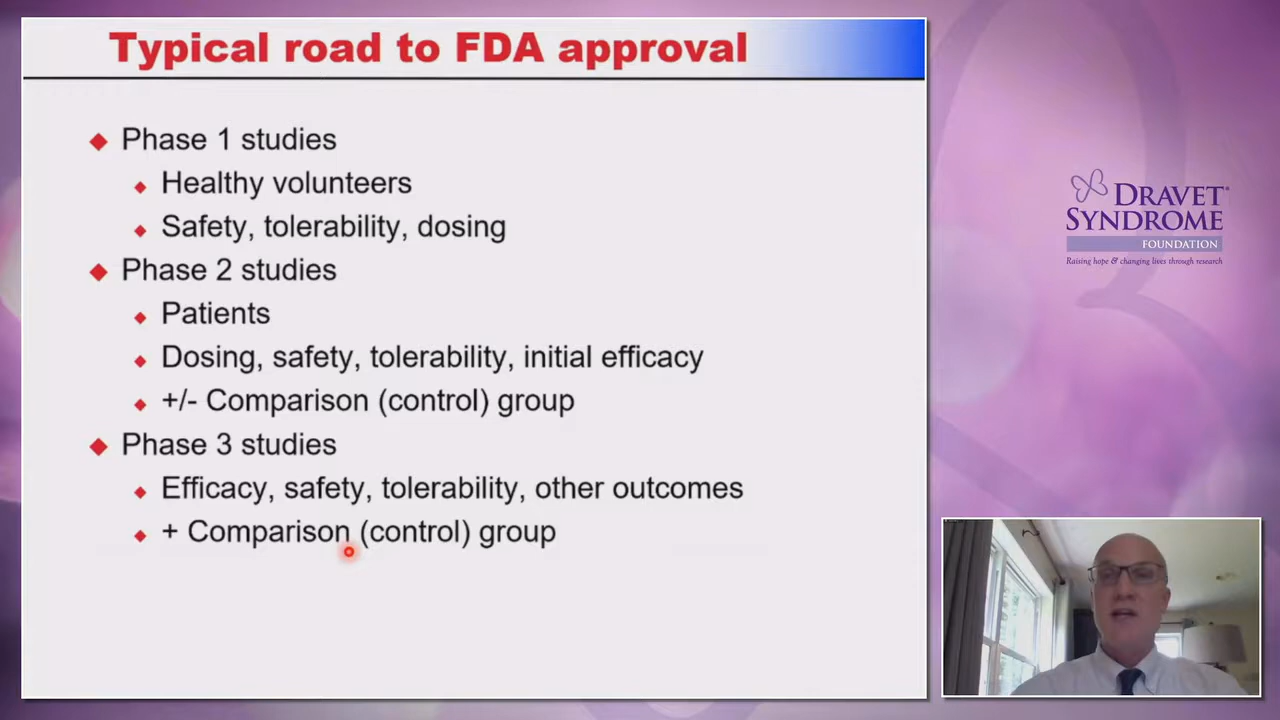 Typical road to FDA approval
Phase 1 studies
Healthy volunteers
Safety, tolerability, dosing
Phase 2 studies
Patients
Dosing, safety, tolerability, initial efficacy
+/- Comparison (control) group
Phase 3 studies
Efficacy, safety, tolerability, other outcomes
+ Comparison (control) group
DRAVET®
SYNDROME
FOUNDATION
Raising hope & changing lives through research